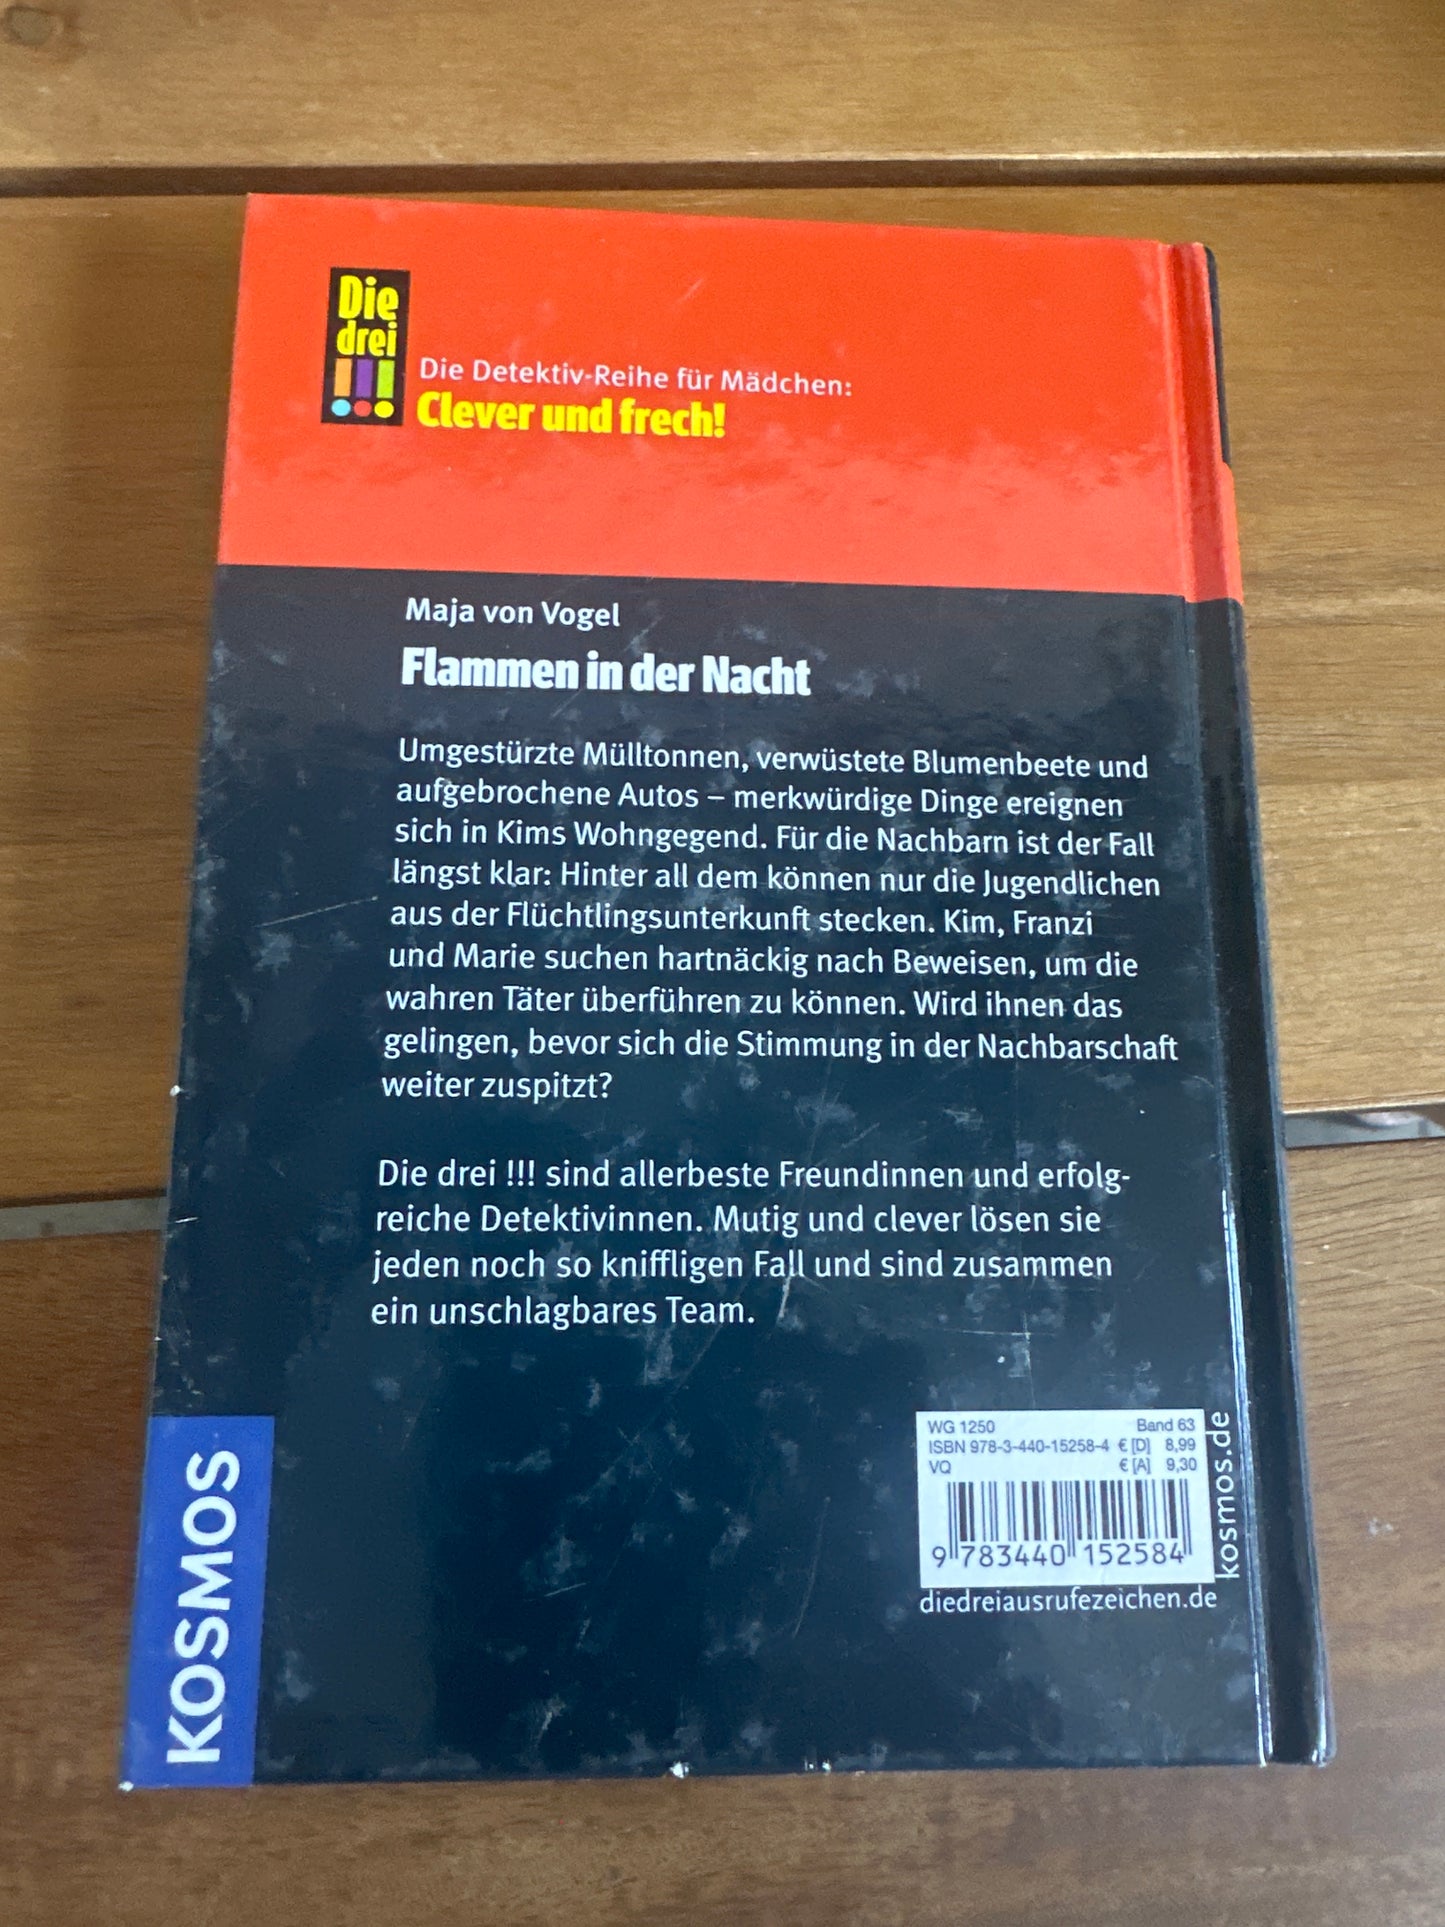 Die
drei
!!!
Die Detektiv-Reihe für Mädchen:
Clever und frech!
Maja von Vogel
Flammen in der Nacht
Umgestürzte Mülltonnen, verwüstete Blumenbeete und
aufgebrochene Autos – merkwürdige Dinge ereignen
sich in Kims Wohngegend. Für die Nachbarn ist der Fall
längst klar: Hinter all dem können nur die Jugendlichen
aus der Flüchtlingsunterkunft stecken. Kim, Franzi
und Marie suchen hartnäckig nach Beweisen, um die
wahren Täter überführen zu können. Wird ihnen das
gelingen, bevor sich die Stimmung in der Nachbarschaft
weiter zuspitzt?
Die drei !!! sind allerbeste Freundinnen und erfolg-
reiche Detektivinnen. Mutig und clever lösen sie
jeden noch so kniffligen Fall und sind zusammen
ein unschlagbares Team.
KOSMOS
WG 1250 Band 63
ISBN 978-3-440-15258-4 € [D] 8,99
VQ € [A] 9,30
9 783440 152584
diedreiausrufezeichen.de
kosmos.de